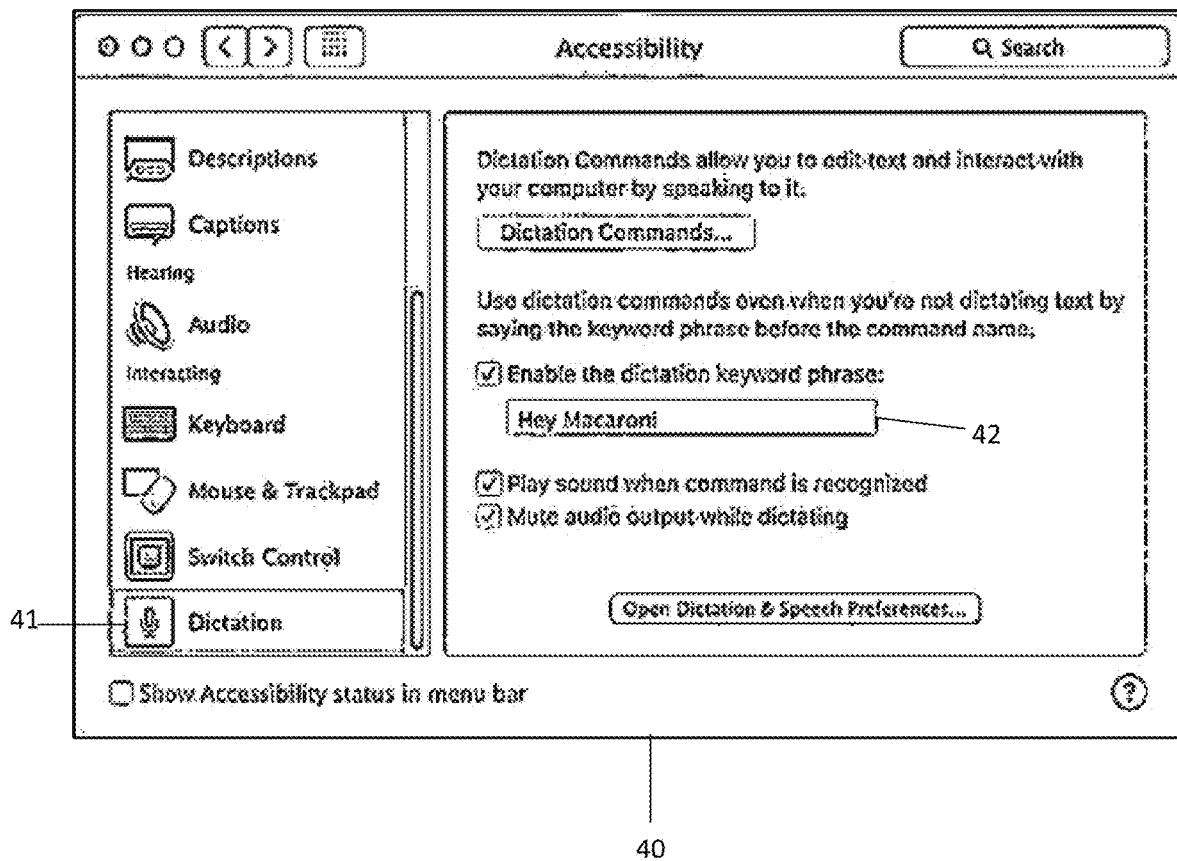 Accessibility
Search
Descriptions
Captions
Hearing
Audio
Interacting
Keyboard
Mouse & Trackpad
Switch Control
41
Dictation
Dictation Commands allow you to edit text and interact with
your computer by speaking to it.
Dictation Commands...
Use dictation commands even when you're not dictating text by
saying the keyword phrase before the command name.
Enable the dictation keyword phrase:
Hey Macaroni
42
Play sound when command is recognized
Mute audio output while dictating
Open Dictation & Speech Preferences...
Show Accessibility status in menu bar
?
40